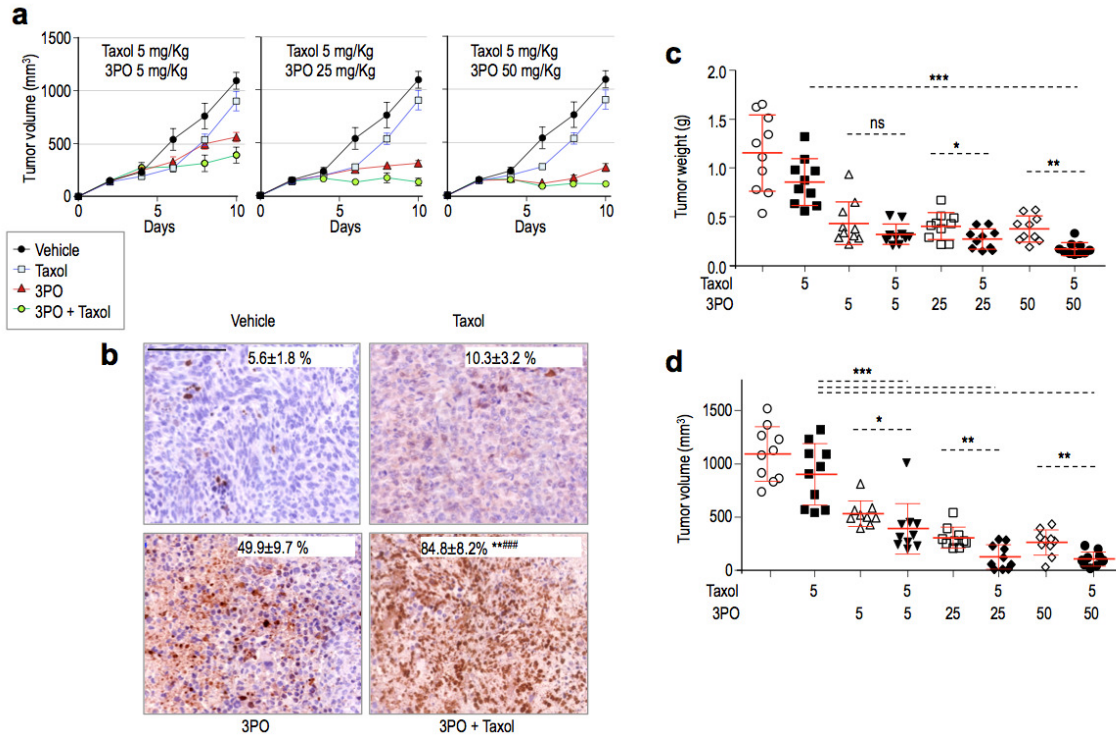 a
Taxol 5 mg/Kg
3PO 5 mg/Kg
Taxol 5 mg/Kg
3PO 25 mg/Kg
Taxol 5 mg/Kg
3PO 50 mg/Kg
Tumor volume (mm³)
1500
1000
500
0
0 5 10
0 5 10
0 5 10
Days
Days
Days
Vehicle
Taxol
3PO
3PO + Taxol
b
Vehicle
Taxol
5.6±1.8 %
10.3±3.2 %
49.9±9.7 %
84.8±8.2% **###
3PO
3PO + Taxol
c
Tumor weight (g)
2.0
1.5
1.0
0.5
0.0
***
ns
*
**
Taxol 5 5 5 5
3PO 5 5 25 25 50 50
d
Tumor volume (mm³)
1500
1000
500
0
***
*
**
**
Taxol 5 5 5 5
3PO 5 5 25 25 50 50